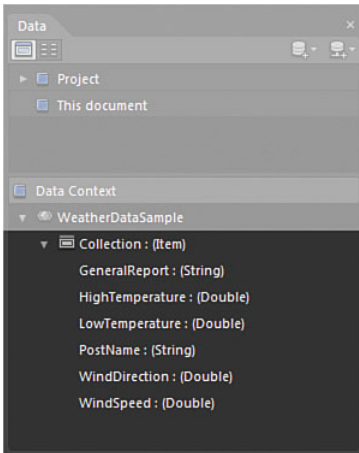 Data
Project
This document
Data Context
WeatherDataSample
Collection : (Item)
GeneralReport : (String)
HighTemperature : (Double)
LowTemperature : (Double)
PostName : (String)
WindDirection : (Double)
WindSpeed : (Double)